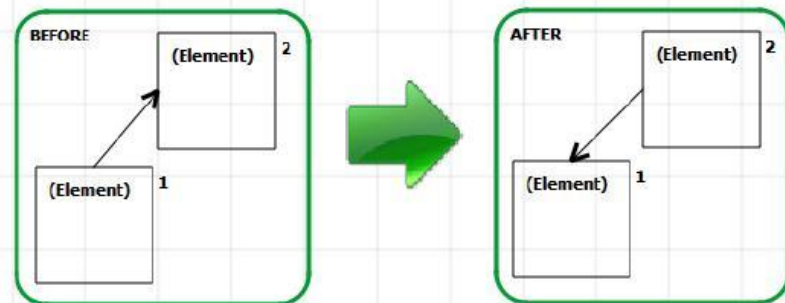 BEFORE
(Element)
2
(Element)
1
AFTER
(Element)
2
(Element)
1